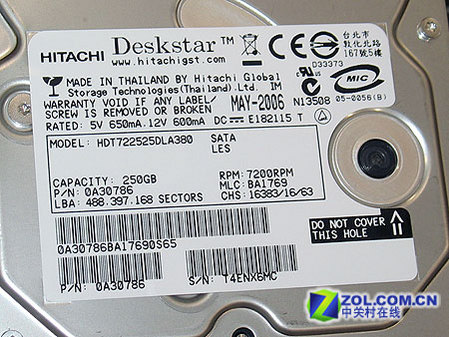 HITACHI Deskstar™
www.hitachigst.com
台北市
敦化北路
167號5樓
D33373
MADE IN THAILAND BY Hitachi Global
Storage Technologies(Thailand)Ltd. IM
WARRANTY VOID IF ANY LABEL/
SCREW IS REMOVED OR BROKEN MAY-2006
N13508
MIC
05-0056(B)
RATED: 5V 650mA.12V 600mA DC E182115 T
MODEL: HDT722525DLA380 SATA
LES
CAPACITY: 250GB RPM: 7200RPM
P/N: 0A30786 MLC: BA1769
LBA: 488.397.168 SECTORS CHS: 16383/16/63
DO NOT COVER
THIS HOLE
0A30786BA17690S65
P/N: 0A30786 S/N: T4ENX6MC
ZOL.COM.CN
中关村在线